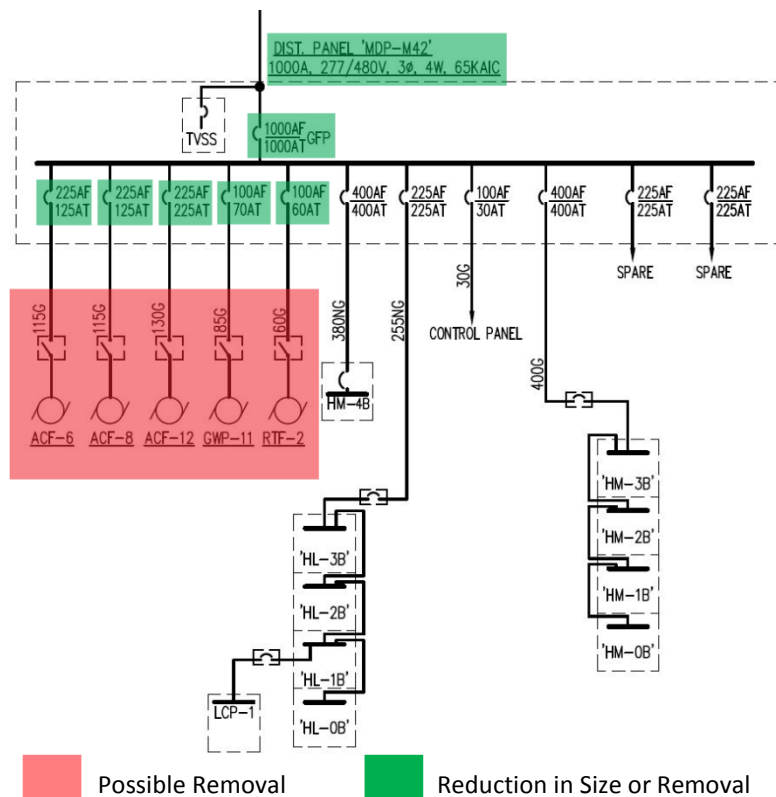 DIST. PANEL 'MDP-M42'
1000A, 277/480V, 3ø, 4W, 65KAIC
TVSS
1000AF
1000AT
GFP
225AF
125AT
225AF
125AT
225AF
225AT
100AF
70AT
100AF
60AT
400AF
400AT
225AF
225AT
100AF
30AT
400AF
400AT
225AF
225AT
225AF
225AT
SPARE
SPARE
115G
115G
130G
85G
60G
380NG
255NG
30G
CONTROL PANEL
400G
ACF-6
ACF-8
ACF-12
GWP-11
RTF-2
HM-4B
'HL-3B'
'HL-2B'
'HL-1B'
'HL-0B'
LCP-1
'HM-3B'
'HM-2B'
'HM-1B'
'HM-0B'
Possible Removal
Reduction in Size or Removal